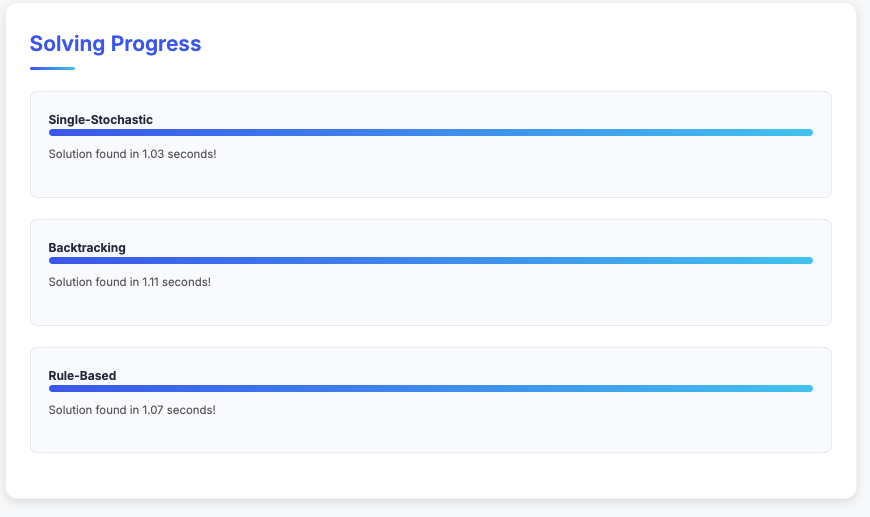 Solving Progress
Single-Stochastic
Solution found in 1.03 seconds!
Backtracking
Solution found in 1.11 seconds!
Rule-Based
Solution found in 1.07 seconds!